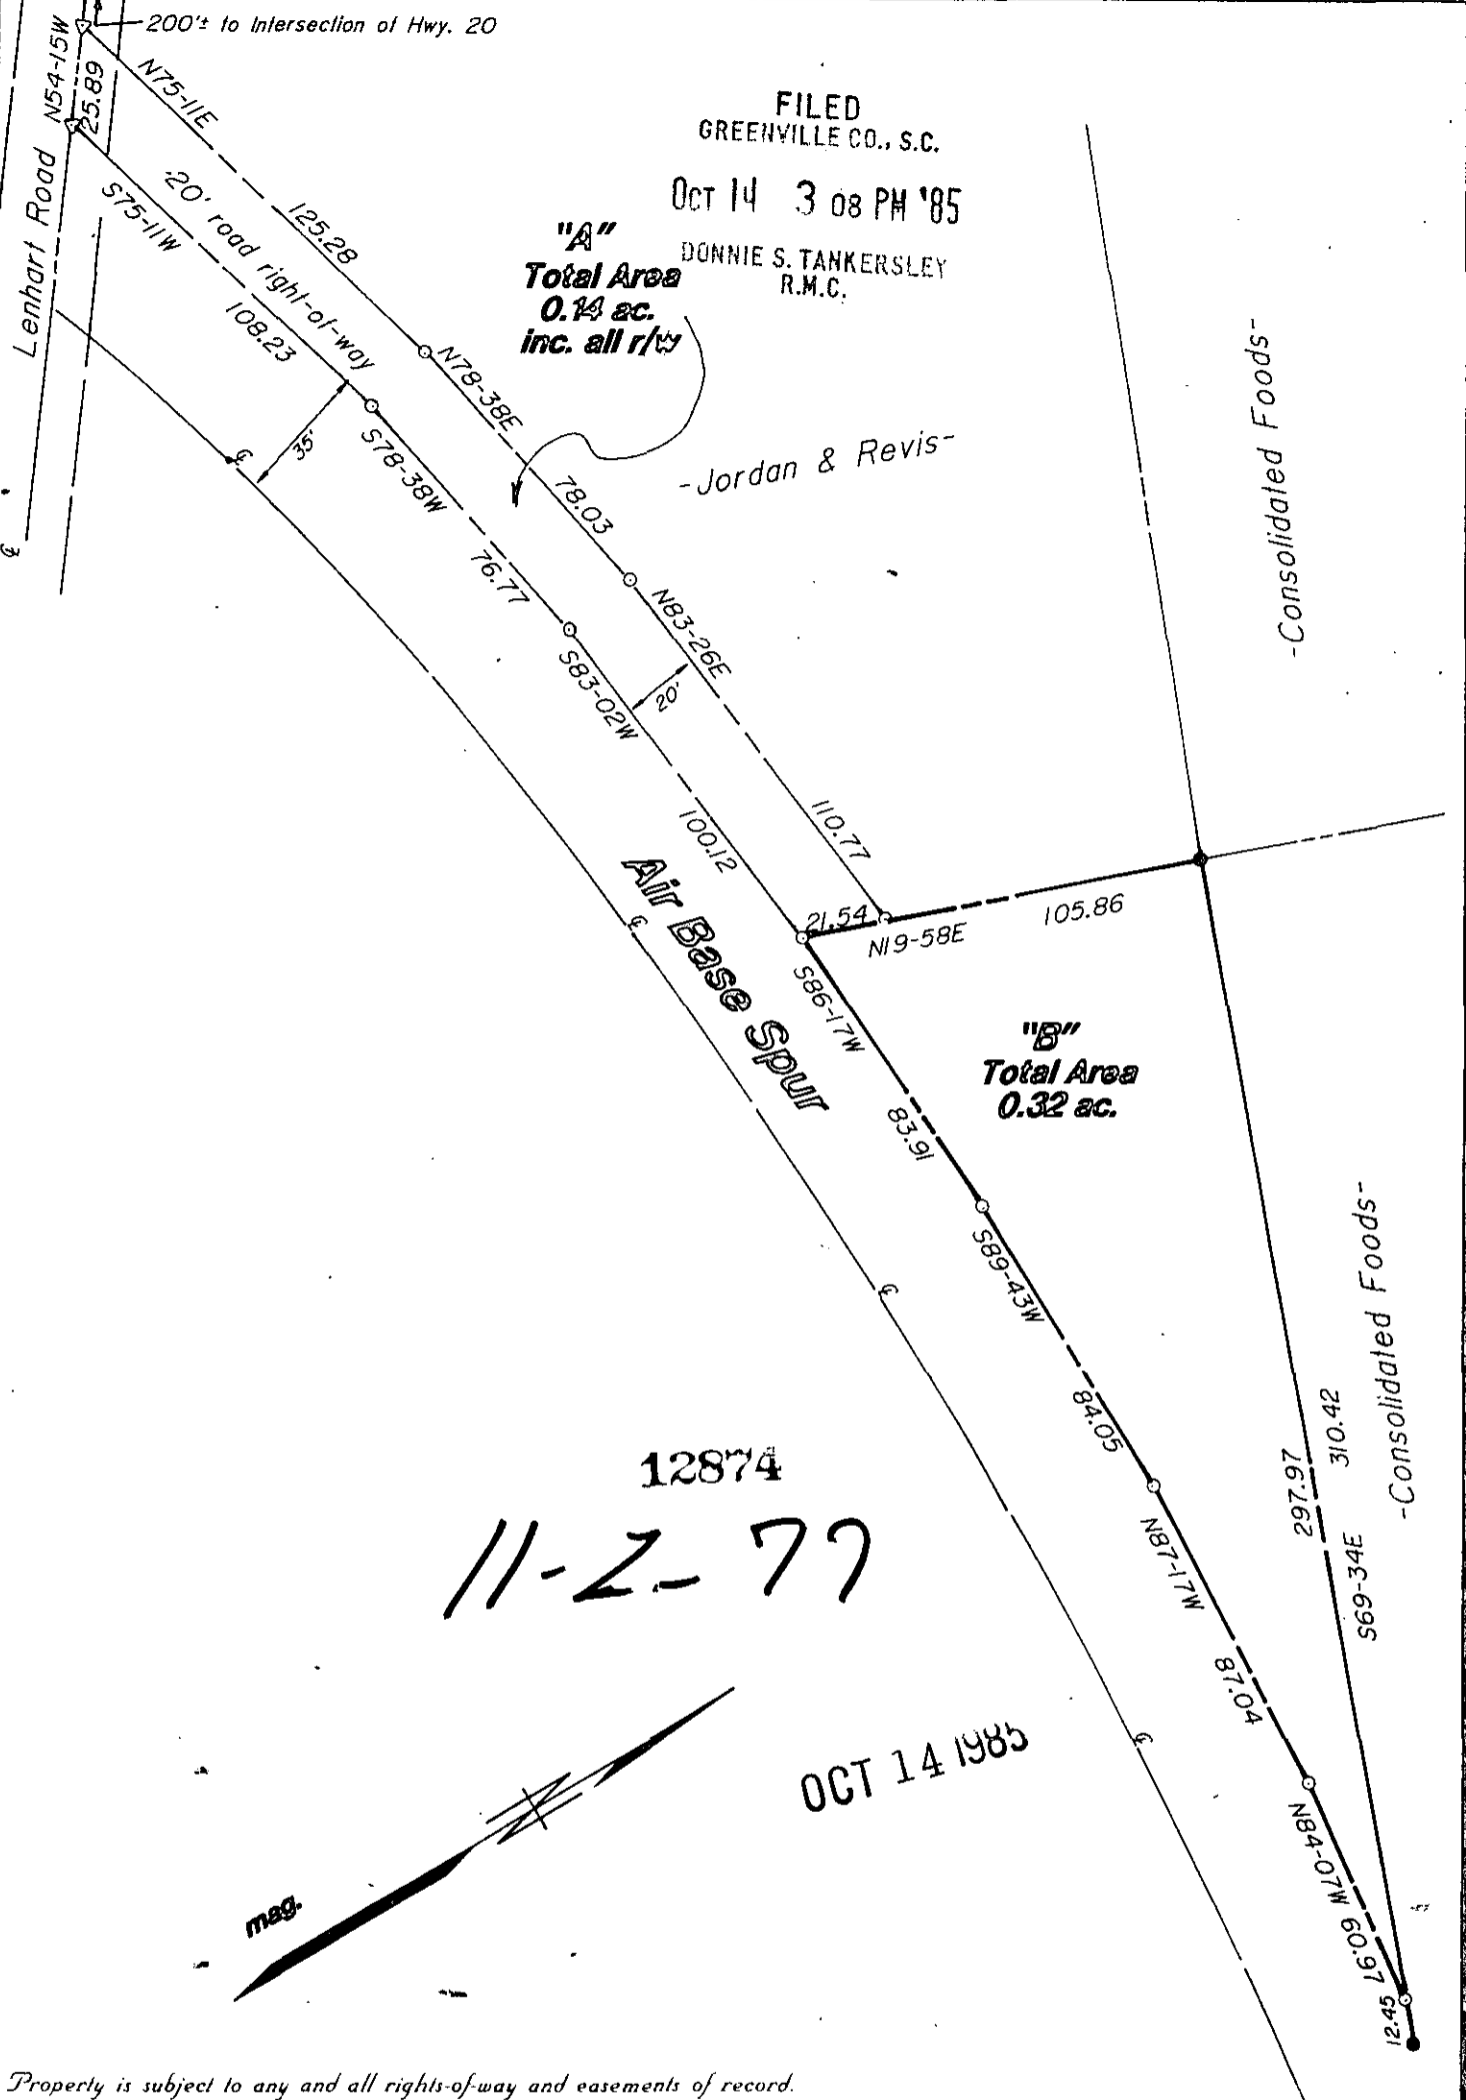 200'± to Intersection of Hwy. 20
N54-15W
25.89
Lenhart Road
N75-11E
125.28
S75-11W
20' road right-of-way
108.23
35'
FILED
GREENVILLE CO., S.C.
OCT 14 3 08 PM '85
DONNIE S. TANKERSLEY
R.M.C.
"A"
Total Area
0.14 ac.
inc. all r/w
N78-38E
78.03
S78-38W
76.77
-Jordan & Revis-
-Consolidated Foods-
N83-26E
110.77
20'
S83-02W
100.12
21.54
N19-58E
105.86
Air Base Spur
S86-17W
83.91
"B"
Total Area
0.32 ac.
S89-43W
84.05
N87-17W
87.04
297.97
310.42
S69-34E
-Consolidated Foods-
12874
11-Z-77
OCT 14 1985
mag.
N84-07W
60.97
12.45
Property is subject to any and all rights-of-way and easements of record.